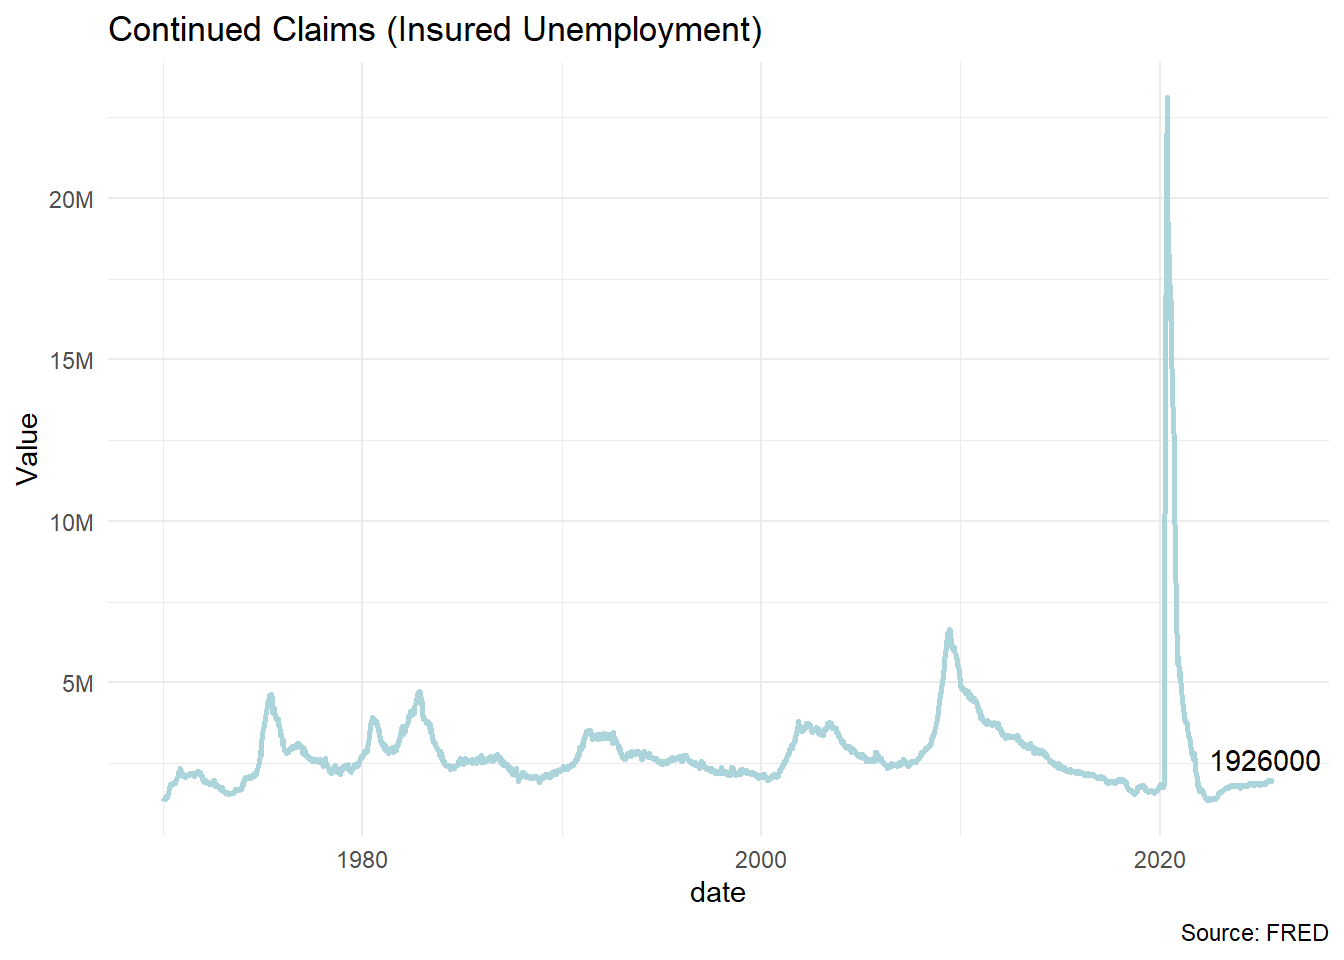 Continued Claims (Insured Unemployment)
Value
20M
15M
10M
5M
1926000
1980 2000 2020
date
Source: FRED